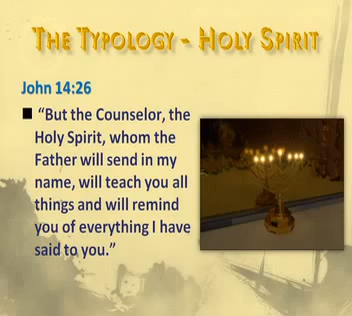 The Typology - Holy Spirit
John 14:26
"But the Counselor, the
Holy Spirit, whom the
Father will send in my
name, will teach you all
things and will remind
you of everything I have
said to you."